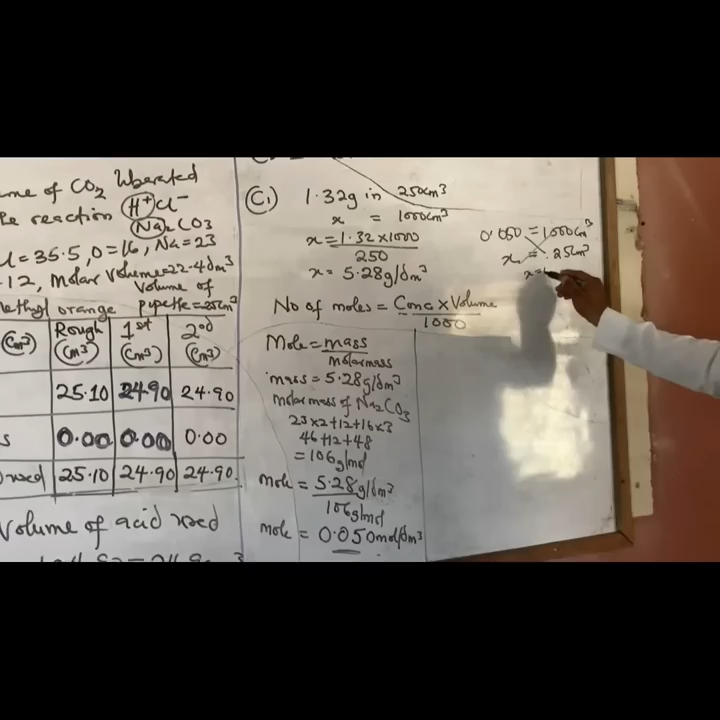 ume of CO2 liberated
reaction H+Cl-
Na2CO3
=35.5, O=16, Na=23
12, Molar Volume=22.4dm3
Volume of
methyl orange pipette=25cm3
(cm3) Rough (cm3) 1st (cm3) 2nd (cm3)
25.10 24.90 24.90
s 0.00 0.00 0.00
used 25.10 24.90 24.90
Volume of acid used
C1 1.32g in 250cm3
x = 1000cm3
x = 1.32 x 1000
250
x = 5.28g/dm3
No of moles = Conc x Volume
1000
Mole = mass
molarmass
mass = 5.28g/dm3
molar mass of Na2CO3
23x2+12+16x3
46+12+48
= 106g/mol
mole = 5.28g/dm3
106g/mol
mole = 0.050mol/dm3
0.050 = 1000cm3
x = 25cm3
x =